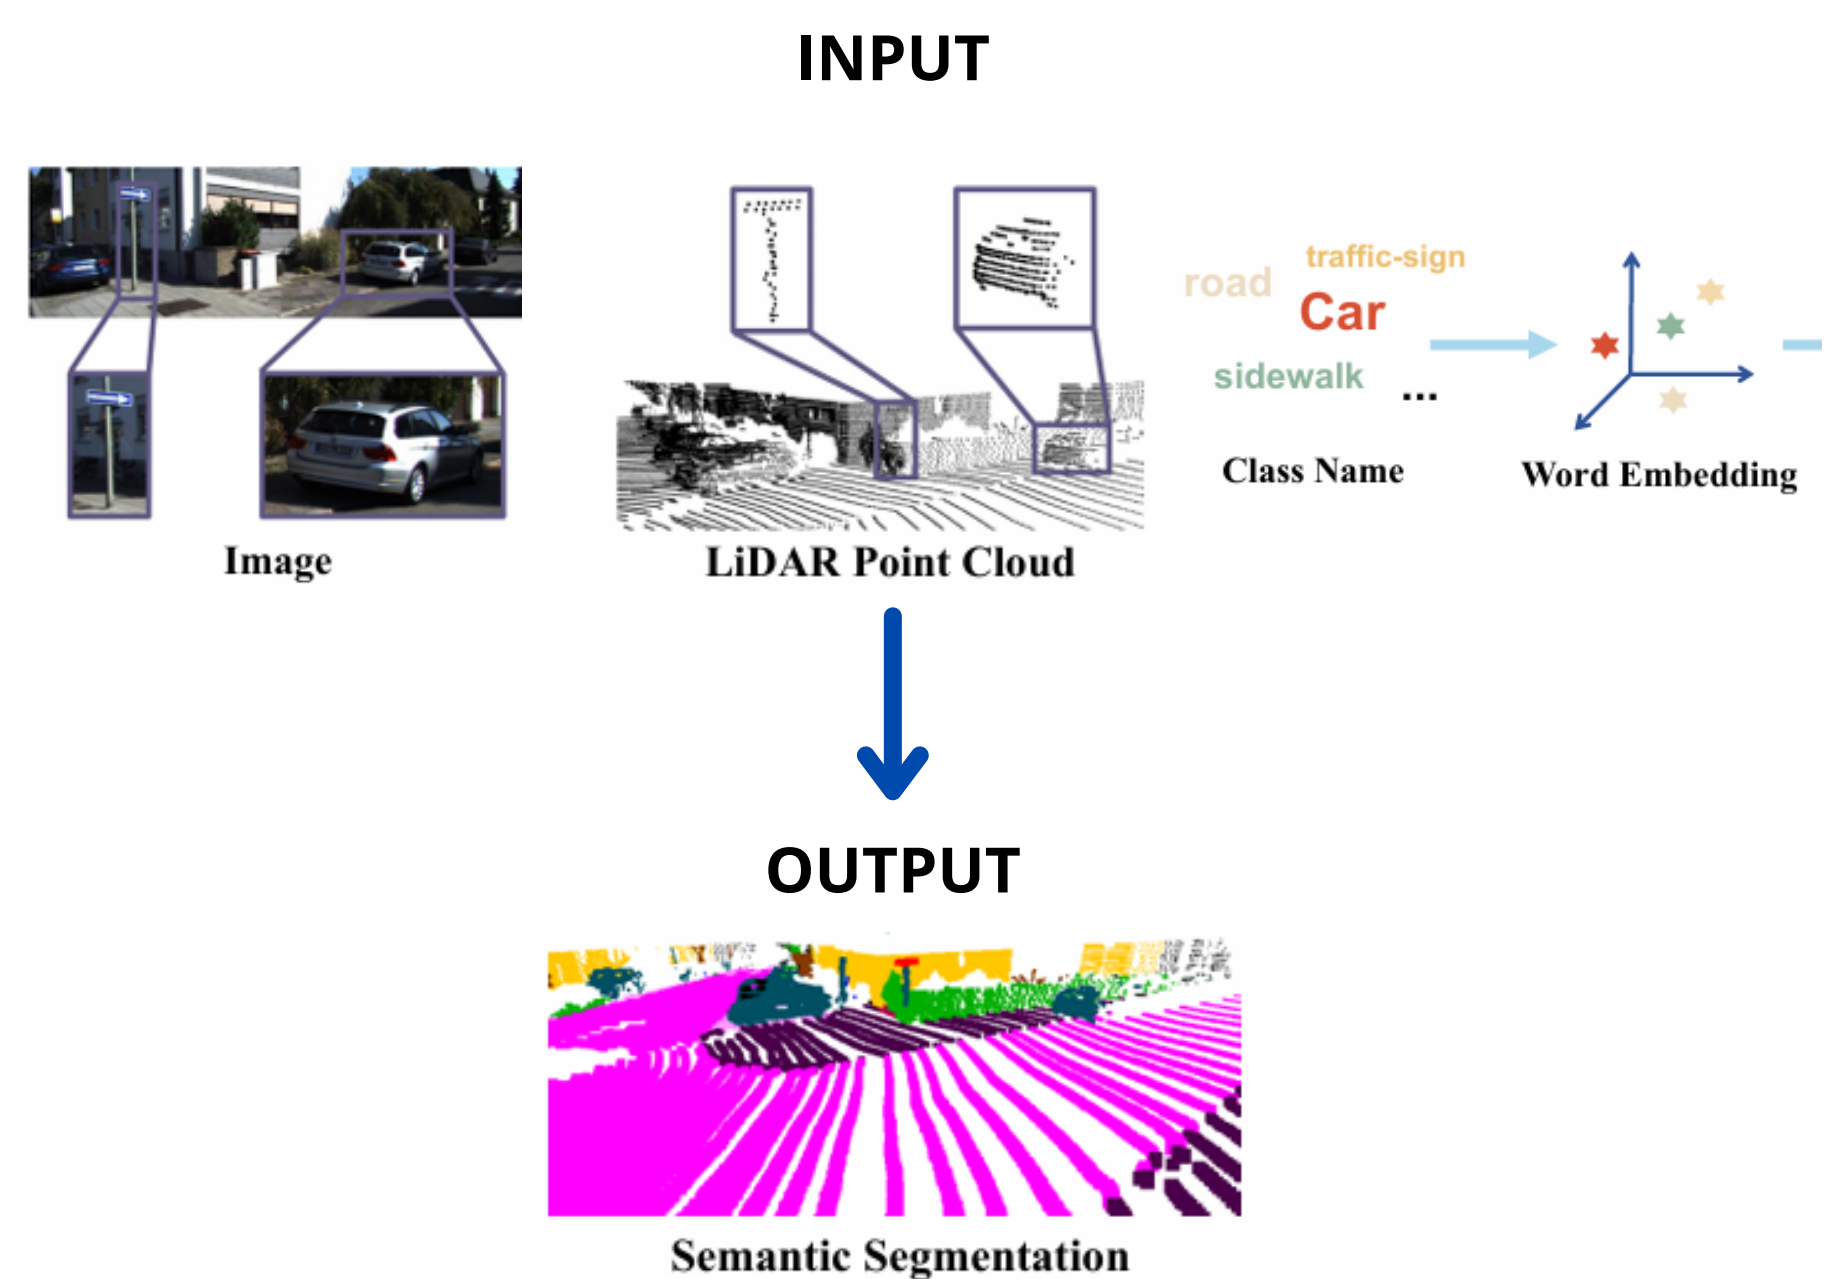 INPUT
road
traffic-sign
Car
sidewalk
...
Image
LiDAR Point Cloud
Class Name
Word Embedding
OUTPUT
Semantic Segmentation